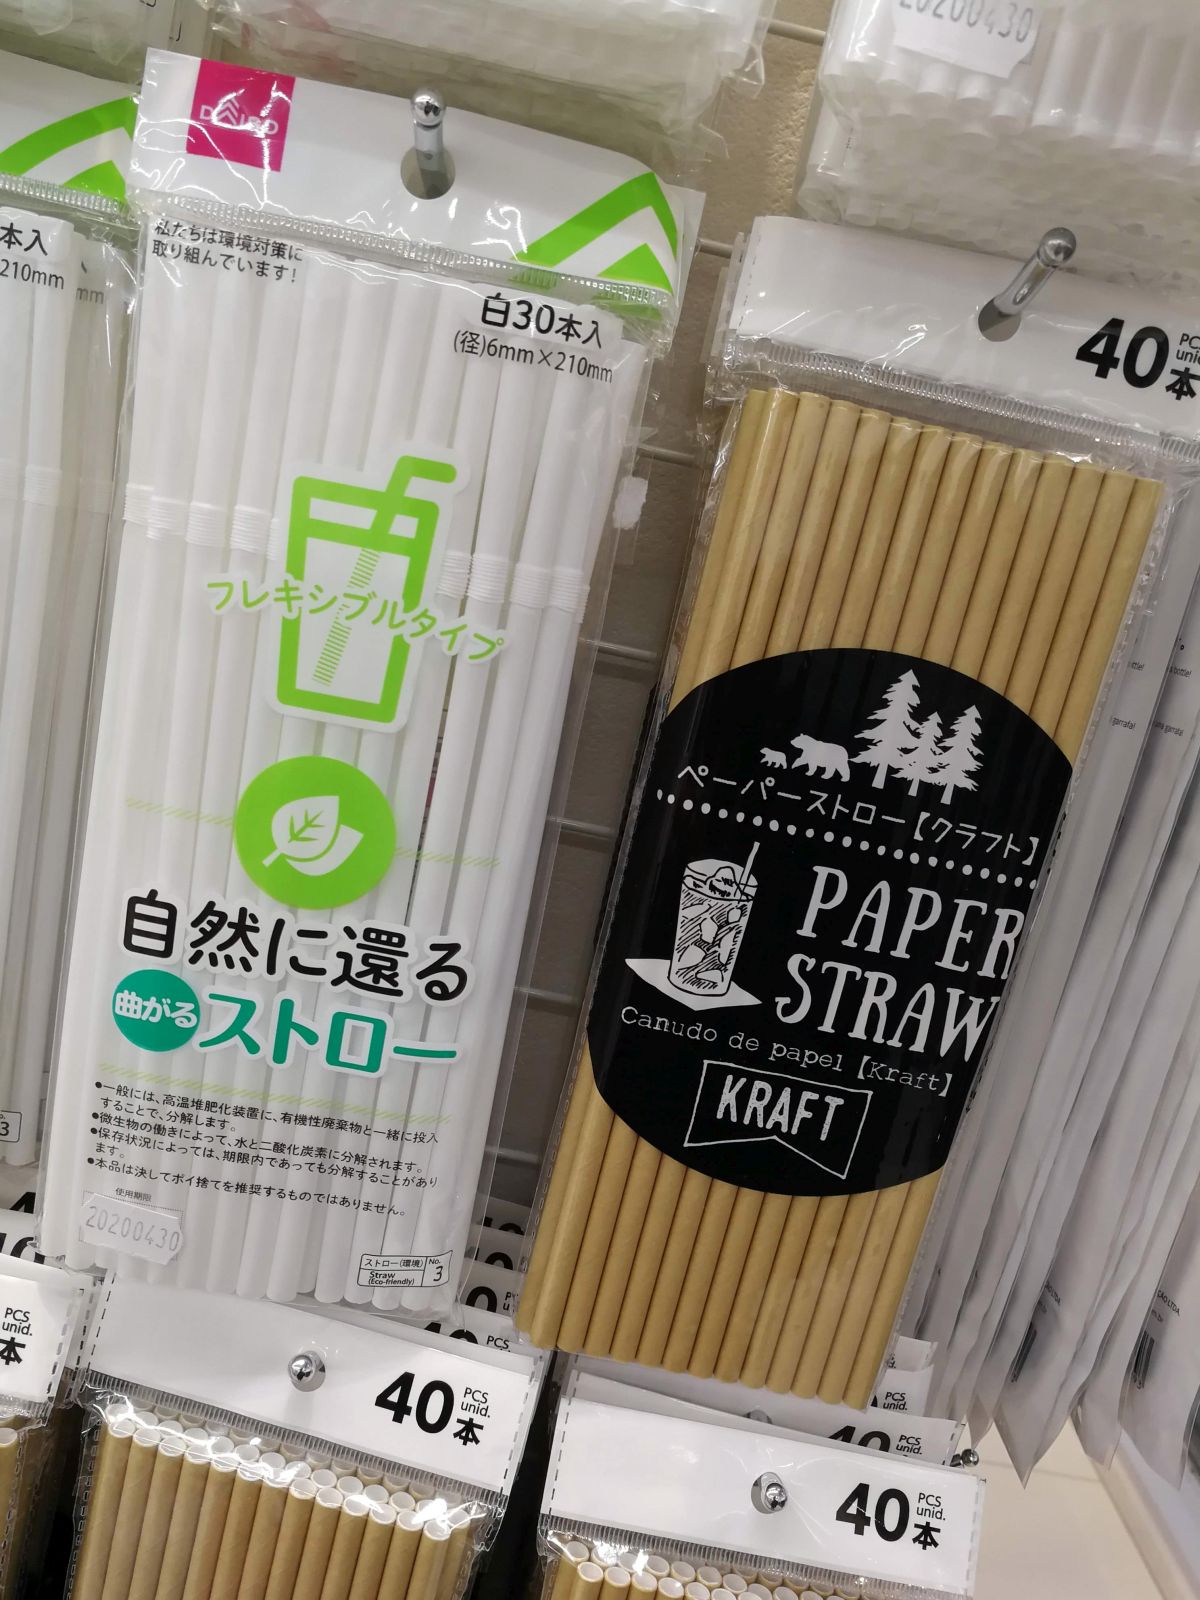 20200430
DAISO
私たちは環境対策に
取り組んでいます!
本入
210mm
mm
白30本入
(径)6mm×210mm
フレキシブルタイプ
自然に還る
曲がる ストロー
●一般には、高温堆肥化装置に、有機性廃棄物と一緒に投入
することで、分解します。
●微生物の働きによって、水と二酸化炭素に分解されます。
●保存状況によっては、期限内であっても分解することがあり
ます。
●本品は決してポイ捨てを推奨するものではありません。
使用期限
20200430
ストロー(環境)
Straw
(Eco-friendly)
No.
3
3
40 PCS
本
ペーパーストロー【クラフト】
PAPER
STRAW
Canudo de papel【Kraft】
KRAFT
PCS
unid.
本
40 PCS
unid.
本
PCS
unid.
40 PCS
unid.
40 PCS
unid.
本